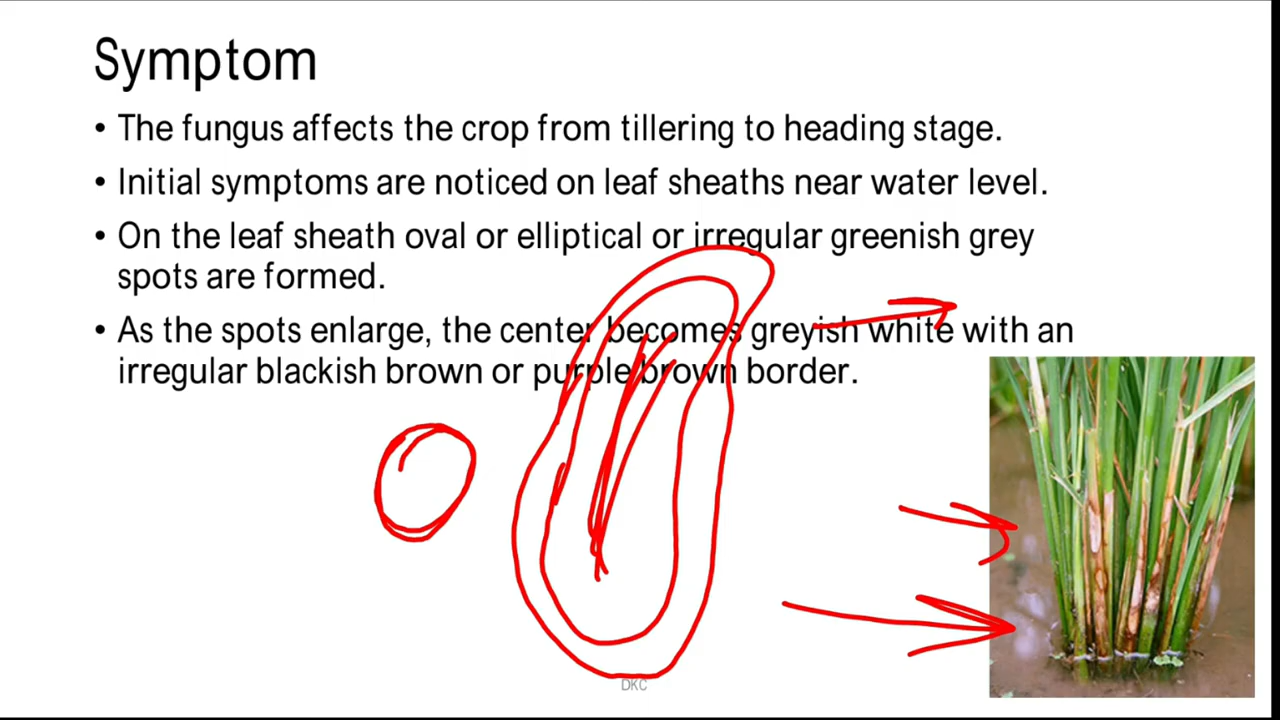 Symptom
• The fungus affects the crop from tillering to heading stage.
• Initial symptoms are noticed on leaf sheaths near water level.
• On the leaf sheath oval or elliptical or irregular greenish grey
spots are formed.
• As the spots enlarge, the center becomes greyish white with an
irregular blackish brown or purple brown border.
DKC